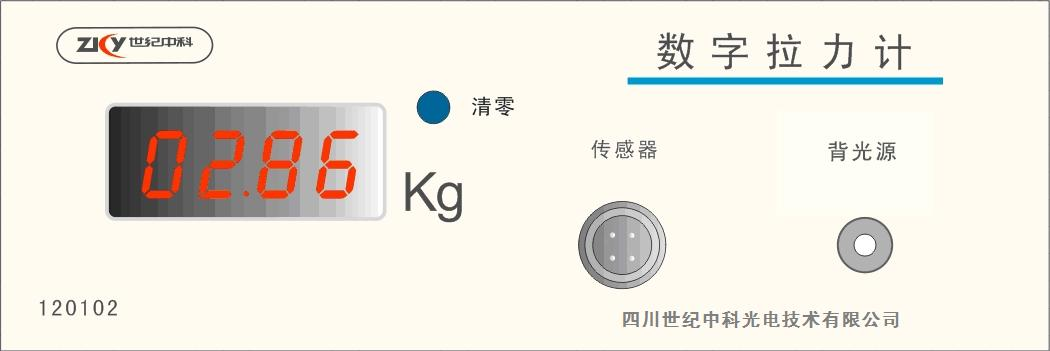 ZKY世纪中科
数字拉力计
清零
02.86
Kg
传感器
背光源
120102
四川世纪中科光电技术有限公司